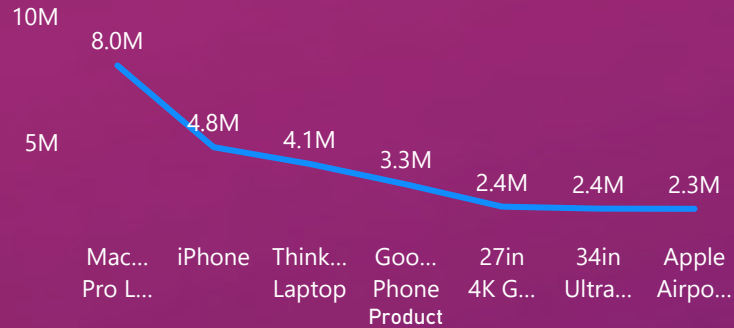 10M
8.0M
4.8M
4.1M
5M
3.3M
2.4M
2.4M
2.3M
Mac... iPhone Think... Goo... 27in 34in Apple
Pro L... Laptop Phone 4K G... Ultra... Airpo...
Product